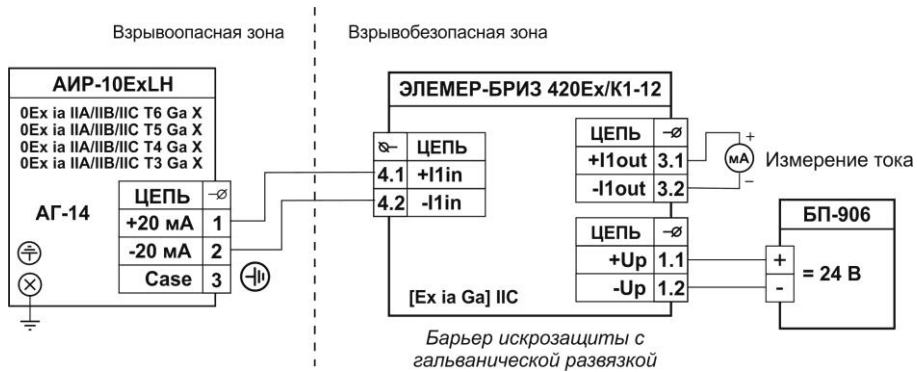 Взрывоопасная зона
Взрывобезопасная зона
АИР-10ExLH
0Ex ia IIA/IIB/IIC T6 Ga X
0Ex ia IIA/IIB/IIC T5 Ga X
0Ex ia IIA/IIB/IIC T4 Ga X
0Ex ia IIA/IIB/IIC T3 Ga X
АГ-14
ЦЕПЬ
+20 мА 1
-20 мА 2
Case 3
ЭЛЕМЕР-БРИЗ 420Ex/К1-12
ЦЕПЬ
4.1 +I1in
4.2 -I1in
ЦЕПЬ
+I1out 3.1
-I1out 3.2
+
мА
–
Измерение тока
ЦЕПЬ
+Up 1.1
-Up 1.2
[Ex ia Ga] IIC
БП-906
+
-
= 24 В
Барьер искрозащиты с
гальванической развязкой